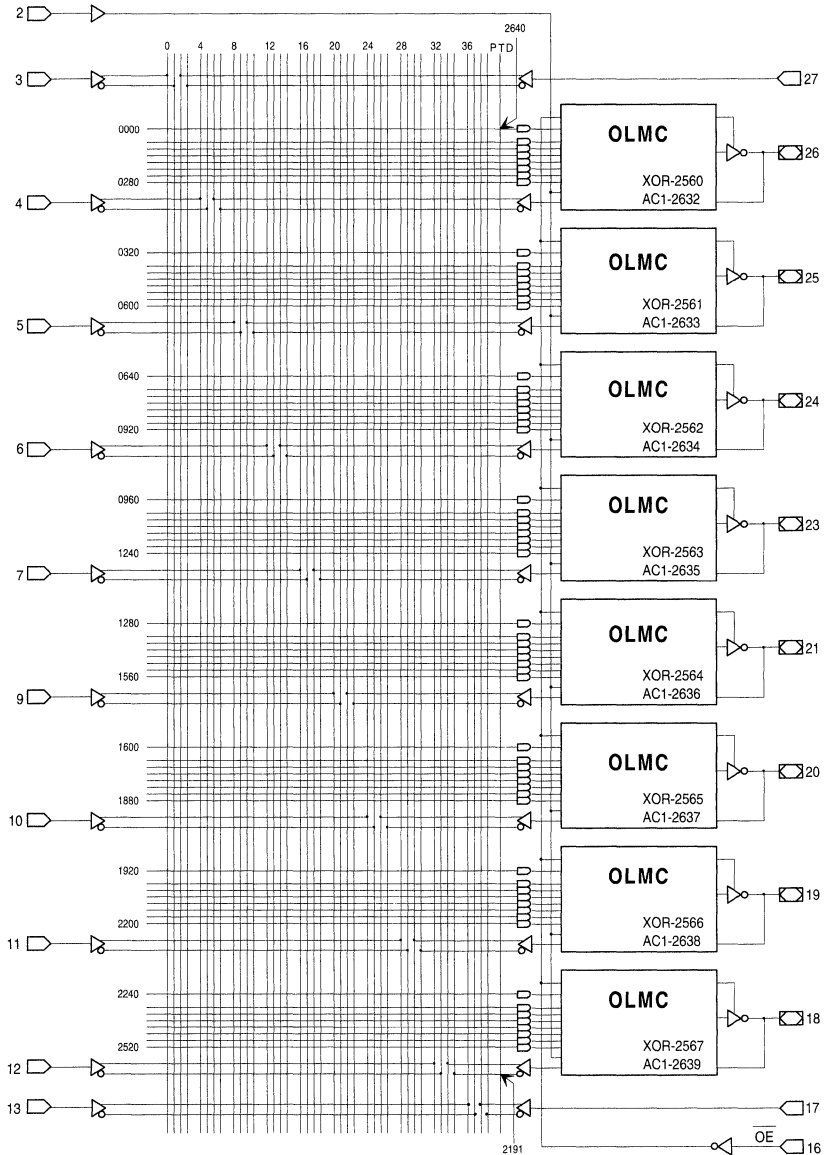 2
2640
0 4 8 12 16 20 24 28 32 36 PTD
3 27
0000
OLMC
26
0280
XOR-2560
AC1-2632
4
0320
OLMC
25
0600
XOR-2561
AC1-2633
5
0640
OLMC
24
0920
XOR-2562
AC1-2634
6
0960
OLMC
23
1240
XOR-2563
AC1-2635
7
1280
OLMC
21
1560
XOR-2564
AC1-2636
9
1600
OLMC
20
1880
XOR-2565
AC1-2637
10
1920
OLMC
19
2200
XOR-2566
AC1-2638
11
2240
OLMC
18
2520
XOR-2567
AC1-2639
12
13 17
2191
OE 16